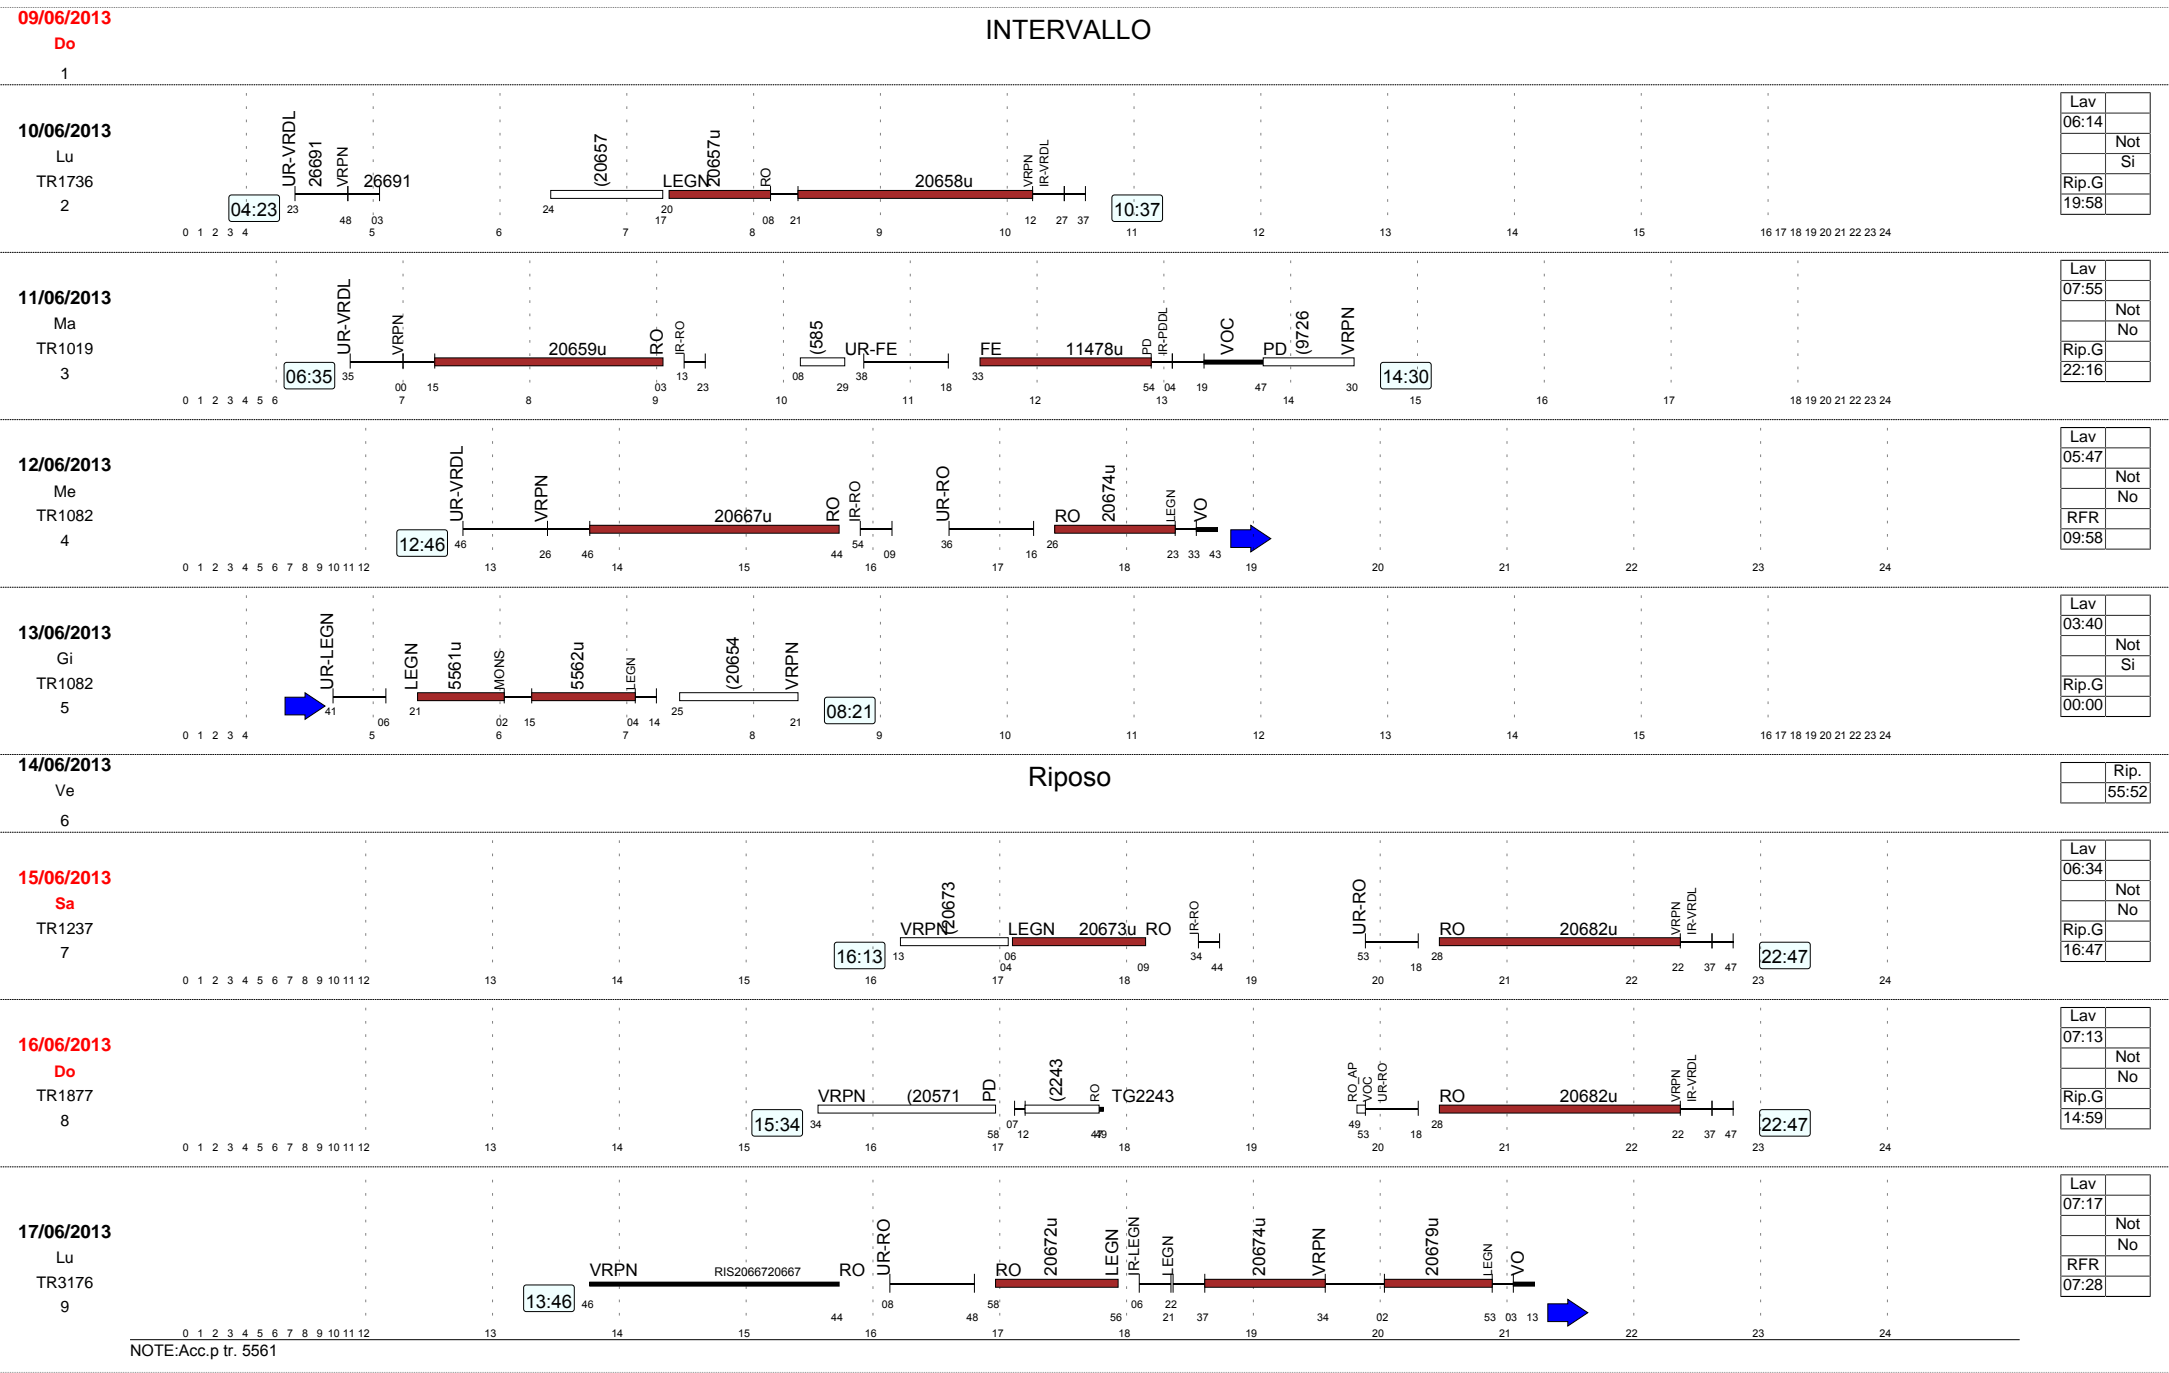 09/06/2013
Do
1
INTERVALLO
10/06/2013
Lu
TR1736
2
04:23
UR-VRDL
26691
VRPN
26691
(20657
LEGN
20657u
RO
20658u
VRPN
IR-VRDL
10:37
23 48 03 24 17 20 08 21 12 27 37
0 1 2 3 4 5 6 7 8 9 10 11 12 13 14 15 16 17 18 19 20 21 22 23 24
Lav
06:14
Not
Si
Rip.G
19:58
11/06/2013
Ma
TR1019
3
06:35
UR-VRDL
VRPN
20659u
RO
IR-RO
(585
UR-FE
FE
11478u
PD
IR-PDDL
VOC
PD
(9726
VRPN
14:30
35 00 15 03 13 23 08 29 38 18 33 54 04 19 47 30
0 1 2 3 4 5 6 7 8 9 10 11 12 13 14 15 16 17 18 19 20 21 22 23 24
Lav
07:55
Not
No
Rip.G
22:16
12/06/2013
Me
TR1082
4
12:46
UR-VRDL
VRPN
20667u
RO
IR-RO
UR-RO
RO
20674u
LEGN
VO
46 26 46 44 54 09 36 16 26 23 33 43
0 1 2 3 4 5 6 7 8 9 10 11 12 13 14 15 16 17 18 19 20 21 22 23 24
Lav
05:47
Not
No
RFR
09:58
13/06/2013
Gi
TR1082
5
UR-LEGN
LEGN
5561u
MONS
5562u
LEGN
(20654
VRPN
08:21
41 06 21 02 15 04 14 25 21
0 1 2 3 4 5 6 7 8 9 10 11 12 13 14 15 16 17 18 19 20 21 22 23 24
Lav
03:40
Not
Si
Rip.G
00:00
14/06/2013
Ve
6
Riposo
Rip.
55:52
15/06/2013
Sa
TR1237
7
16:13
VRPN
(20673
LEGN
20673u
RO
IR-RO
UR-RO
RO
20682u
VRPN
IR-VRDL
22:47
13 04 06 09 34 44 53 18 28 22 37 47
0 1 2 3 4 5 6 7 8 9 10 11 12 13 14 15 16 17 18 19 20 21 22 23 24
Lav
06:34
Not
No
Rip.G
16:47
16/06/2013
Do
TR1877
8
15:34
VRPN
(20571
PD
(2243
RO
TG2243
RO_AP
VOC
UR-RO
RO
20682u
VRPN
IR-VRDL
22:47
34 58 07 12 47 49 49 53 18 28 22 37 47
0 1 2 3 4 5 6 7 8 9 10 11 12 13 14 15 16 17 18 19 20 21 22 23 24
Lav
07:13
Not
No
Rip.G
14:59
17/06/2013
Lu
TR3176
9
13:46
VRPN
RIS2066720667
RO
UR-RO
RO
20672u
LEGN
IR-LEGN
LEGN
20674u
VRPN
20679u
LEGN
VO
46 44 08 48 58 56 06 21 22 37 34 02 53 03 13
0 1 2 3 4 5 6 7 8 9 10 11 12 13 14 15 16 17 18 19 20 21 22 23 24
Lav
07:17
Not
No
RFR
07:28
NOTE:Acc.p tr. 5561